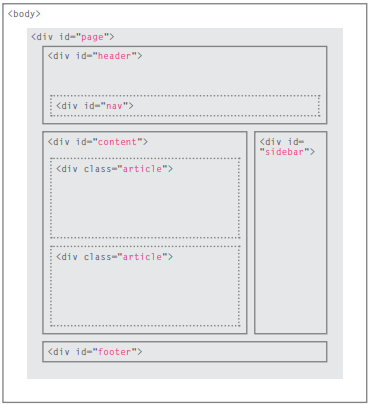 <body>
<div id="page">
<div id="header">
<div id="nav">
<div id="content">
<div id=
"sidebar">
<div class="article">
<div class="article">
<div id="footer">